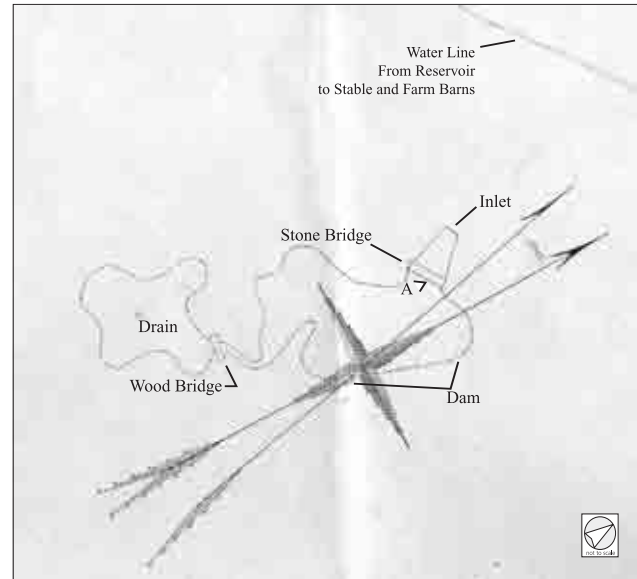 Water Line
From Reservoir
to Stable and Farm Barns
Inlet
Stone Bridge
A
Drain
Wood Bridge
Dam
not to scale